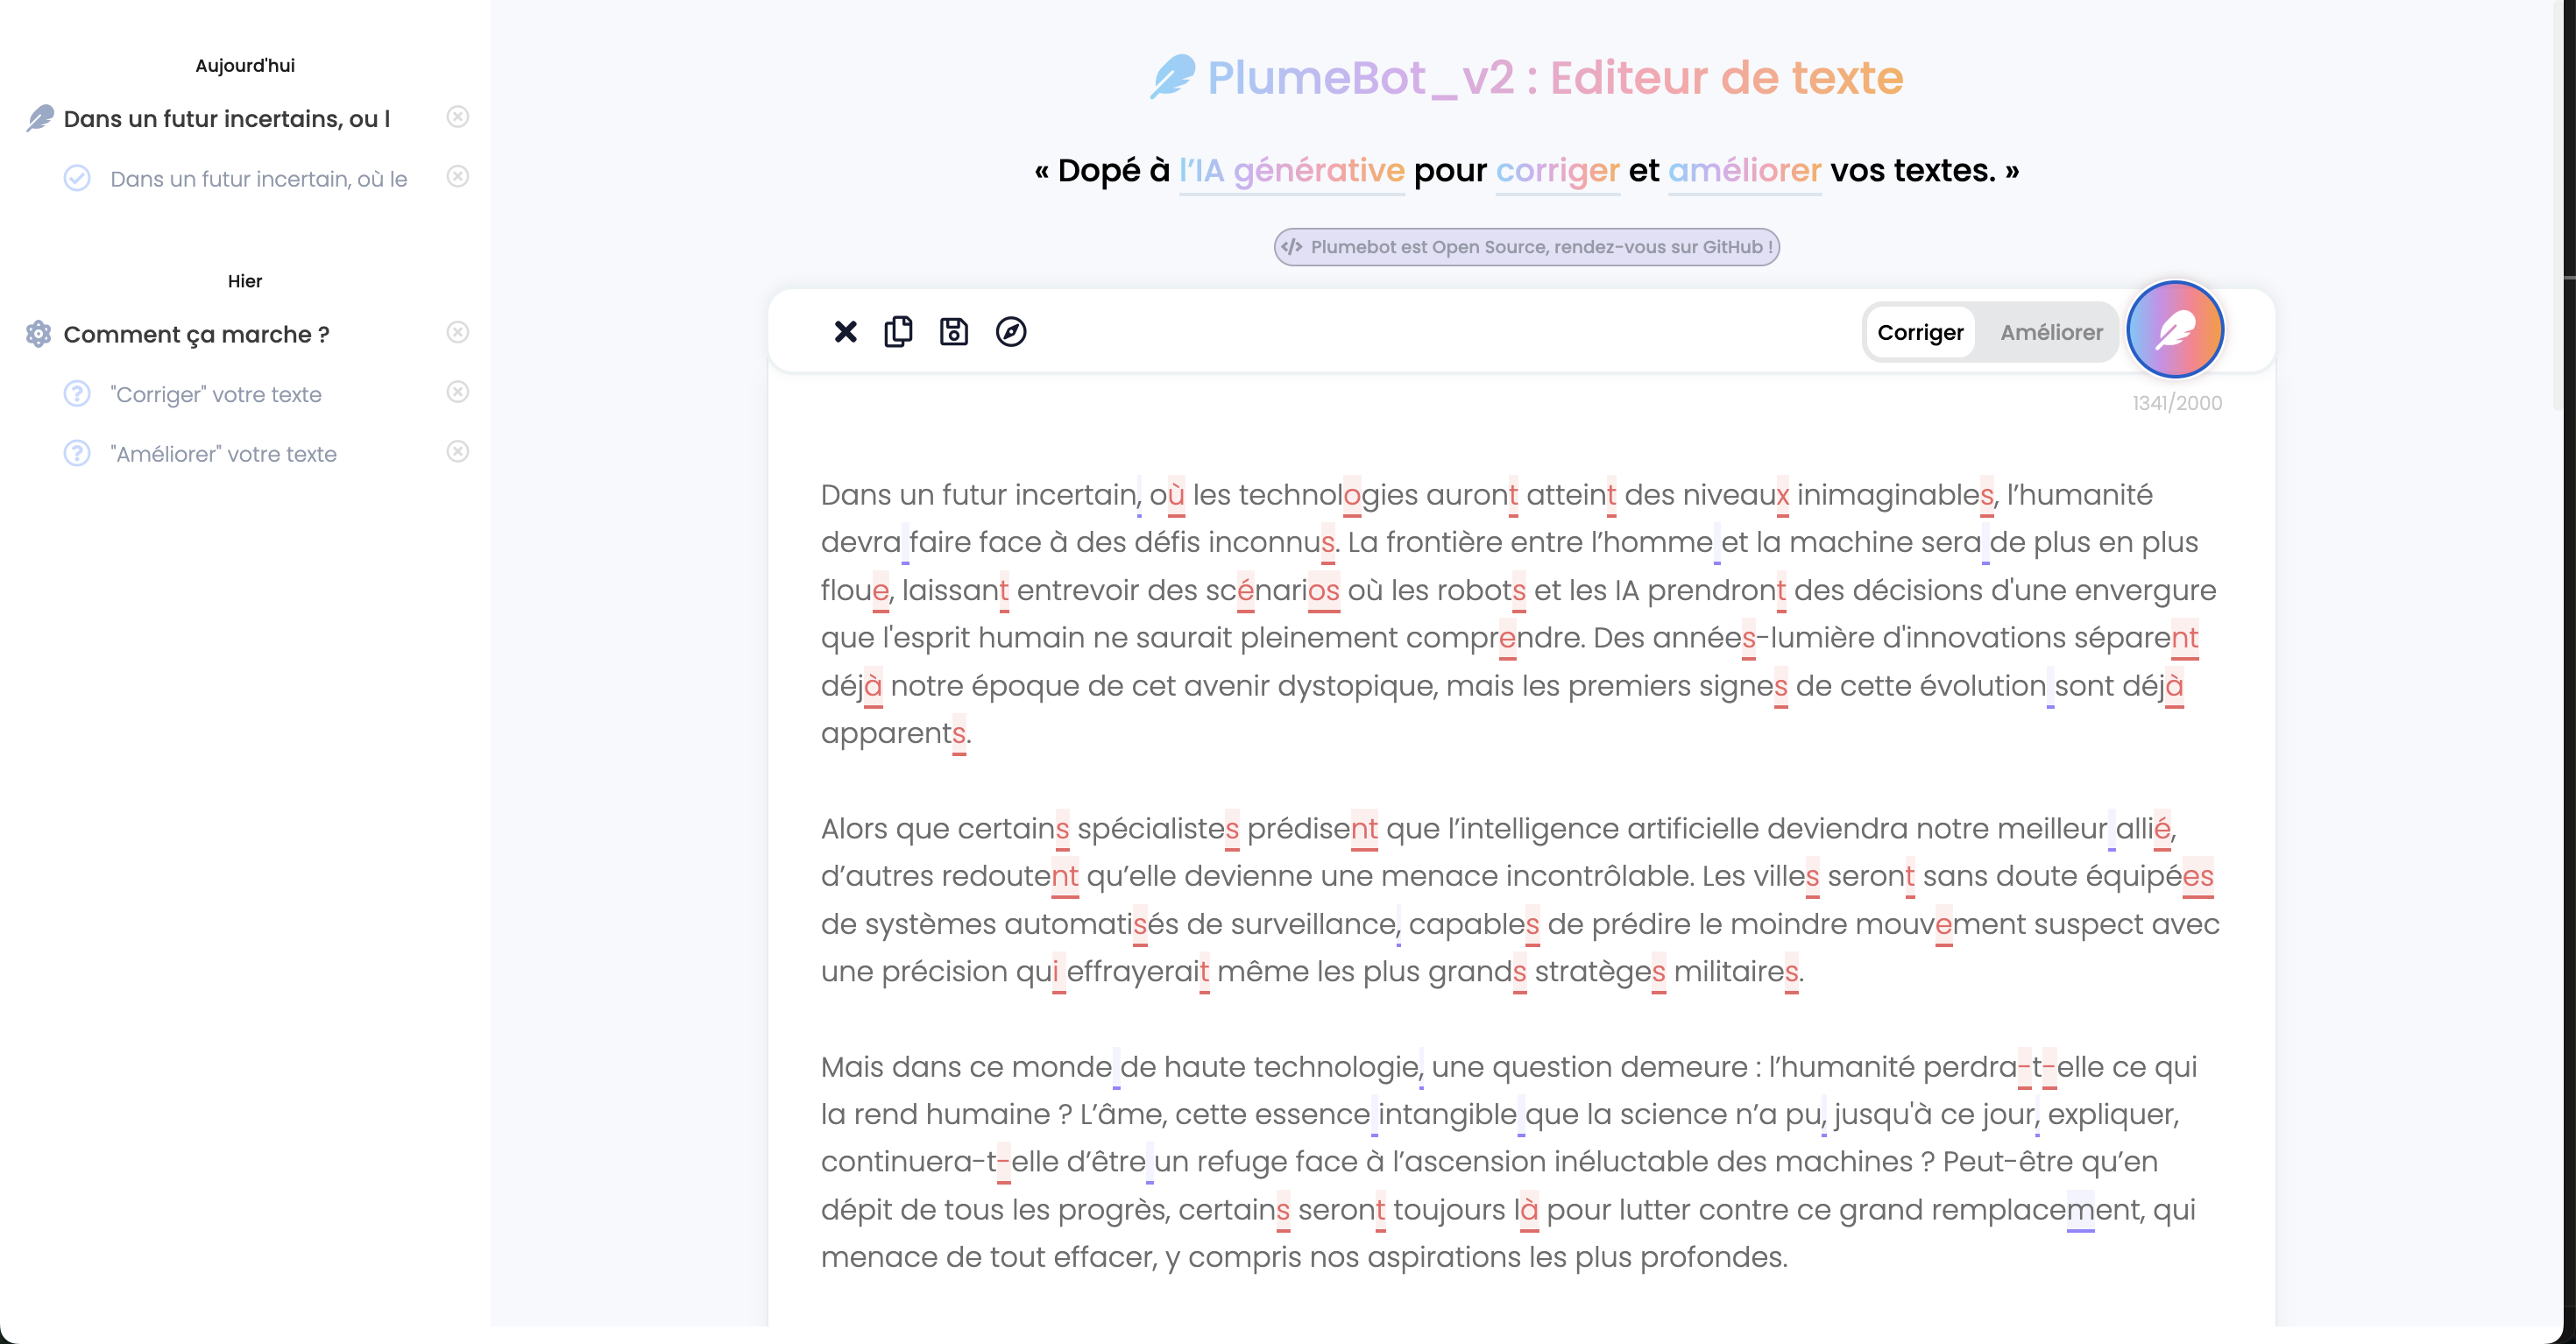 Aujourd'hui
Dans un futur incertains, ou l
Dans un futur incertain, où le
Hier
Comment ça marche ?
"Corriger" votre texte
"Améliorer" votre texte
PlumeBot_v2 : Editeur de texte
« Dopé à l’IA générative pour corriger et améliorer vos textes. »
</> Plumebot est Open Source, rendez-vous sur GitHub !
Corriger Améliorer
1341/2000
Dans un futur incertain, où les technologies auront atteint des niveaux inimaginables, l’humanité
devra faire face à des défis inconnus. La frontière entre l’homme et la machine sera de plus en plus
floue, laissant entrevoir des scénarios où les robots et les IA prendront des décisions d'une envergure
que l'esprit humain ne saurait pleinement comprendre. Des années-lumière d'innovations séparent
déjà notre époque de cet avenir dystopique, mais les premiers signes de cette évolution sont déjà
apparents.
Alors que certains spécialistes prédisent que l’intelligence artificielle deviendra notre meilleur allié,
d’autres redoutent qu’elle devienne une menace incontrôlable. Les villes seront sans doute équipées
de systèmes automatisés de surveillance, capables de prédire le moindre mouvement suspect avec
une précision qui effrayerait même les plus grands stratèges militaires.
Mais dans ce monde de haute technologie, une question demeure : l’humanité perdra-t-elle ce qui
la rend humaine ? L’âme, cette essence intangible que la science n’a pu, jusqu'à ce jour, expliquer,
continuera-t-elle d’être un refuge face à l’ascension inéluctable des machines ? Peut-être qu’en
dépit de tous les progrès, certains seront toujours là pour lutter contre ce grand remplacement, qui
menace de tout effacer, y compris nos aspirations les plus profondes.